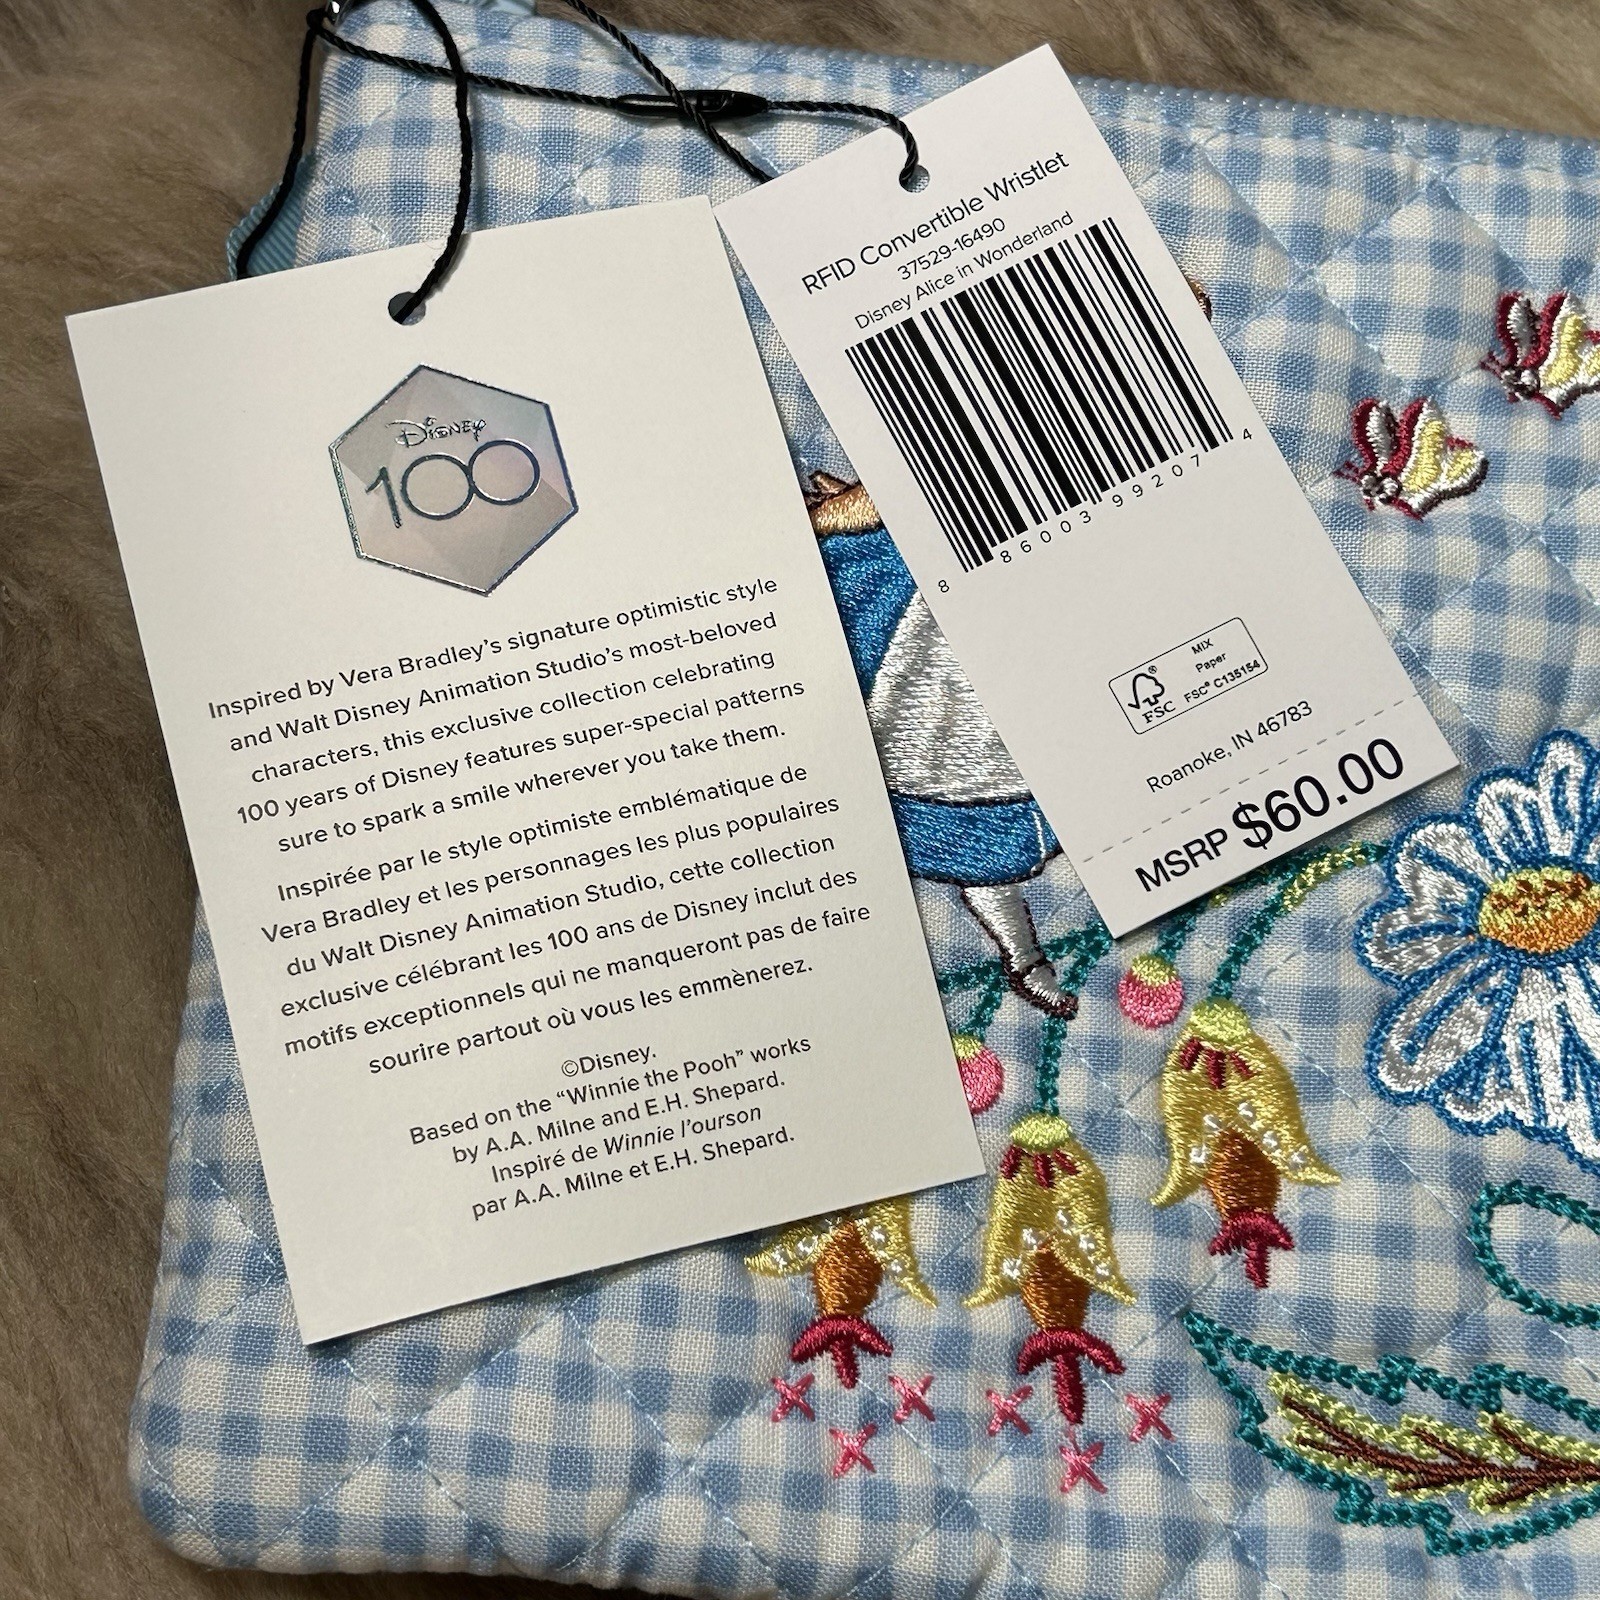 Disney
100
Inspired by Vera Bradley's signature optimistic style
and Walt Disney Animation Studio's most-beloved
characters, this exclusive collection celebrating
100 years of Disney features super-special patterns
sure to spark a smile wherever you take them.
Inspirée par le style optimiste emblématique de
Vera Bradley et les personnages les plus populaires
du Walt Disney Animation Studio, cette collection
exclusive célébrant les 100 ans de Disney inclut des
motifs exceptionnels qui ne manqueront pas de faire
sourire partout où vous les emmènerez.
©Disney.
Based on the "Winnie the Pooh" works
by A.A. Milne and E.H. Shepard.
Inspiré de Winnie l'ourson
par A.A. Milne et E.H. Shepard.
RFID Convertible Wristlet
37529-16490
Disney Alice in Wonderland
8 86003 99207 4
MIX
Paper
FSC® C135154
® FSC
Roanoke, IN 46783
MSRP $60.00